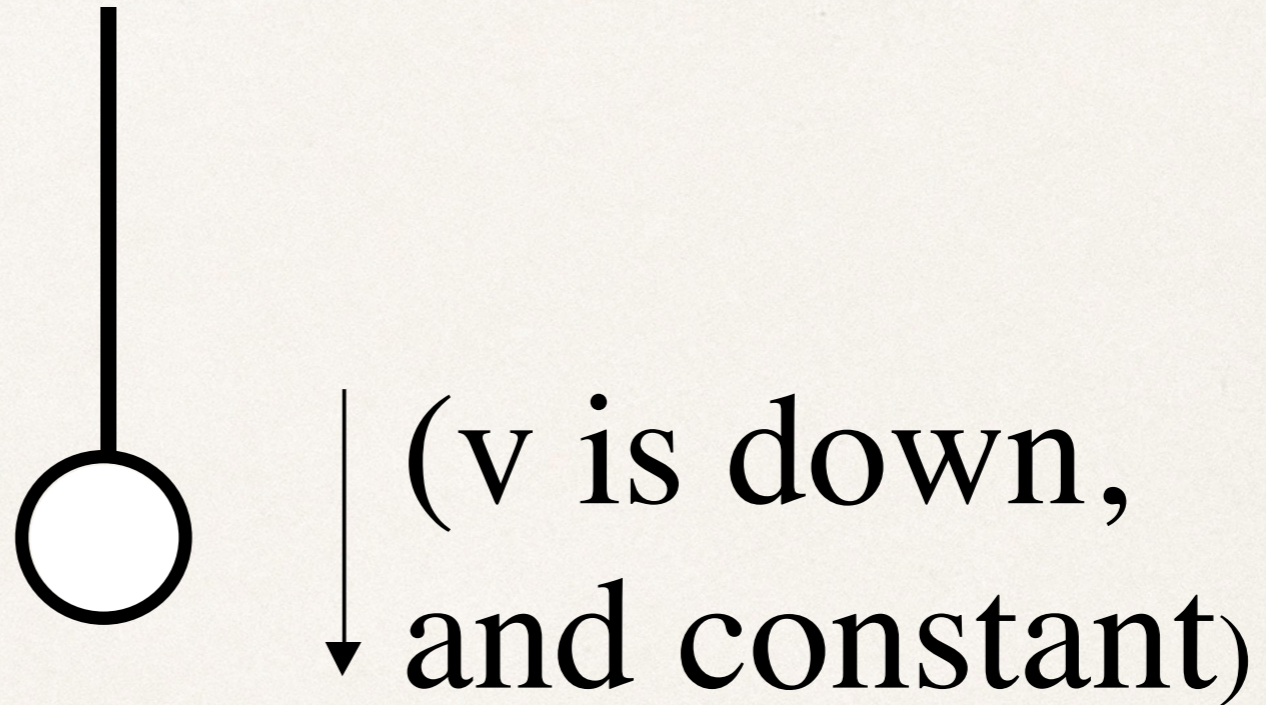 (v is down,
and constant)